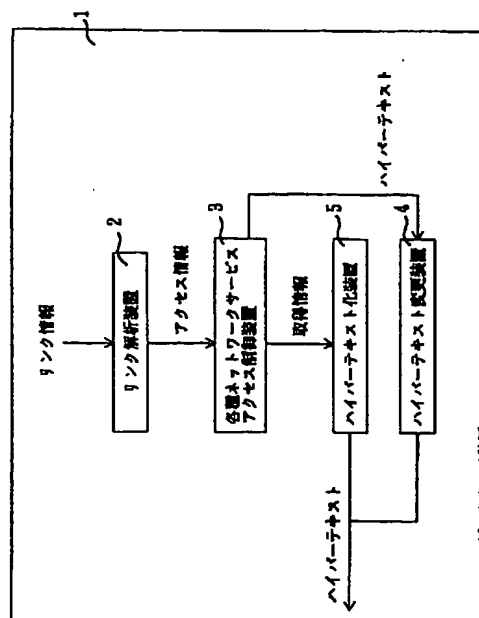 1
リンク情報
2
リンク解析装置
アクセス情報
3
各種ネットワークサービス
アクセス制御装置
ハイパーテキスト
取得情報
5
ハイパーテキスト化装置
4
ハイパーテキスト変更装置
ハイパーテキスト